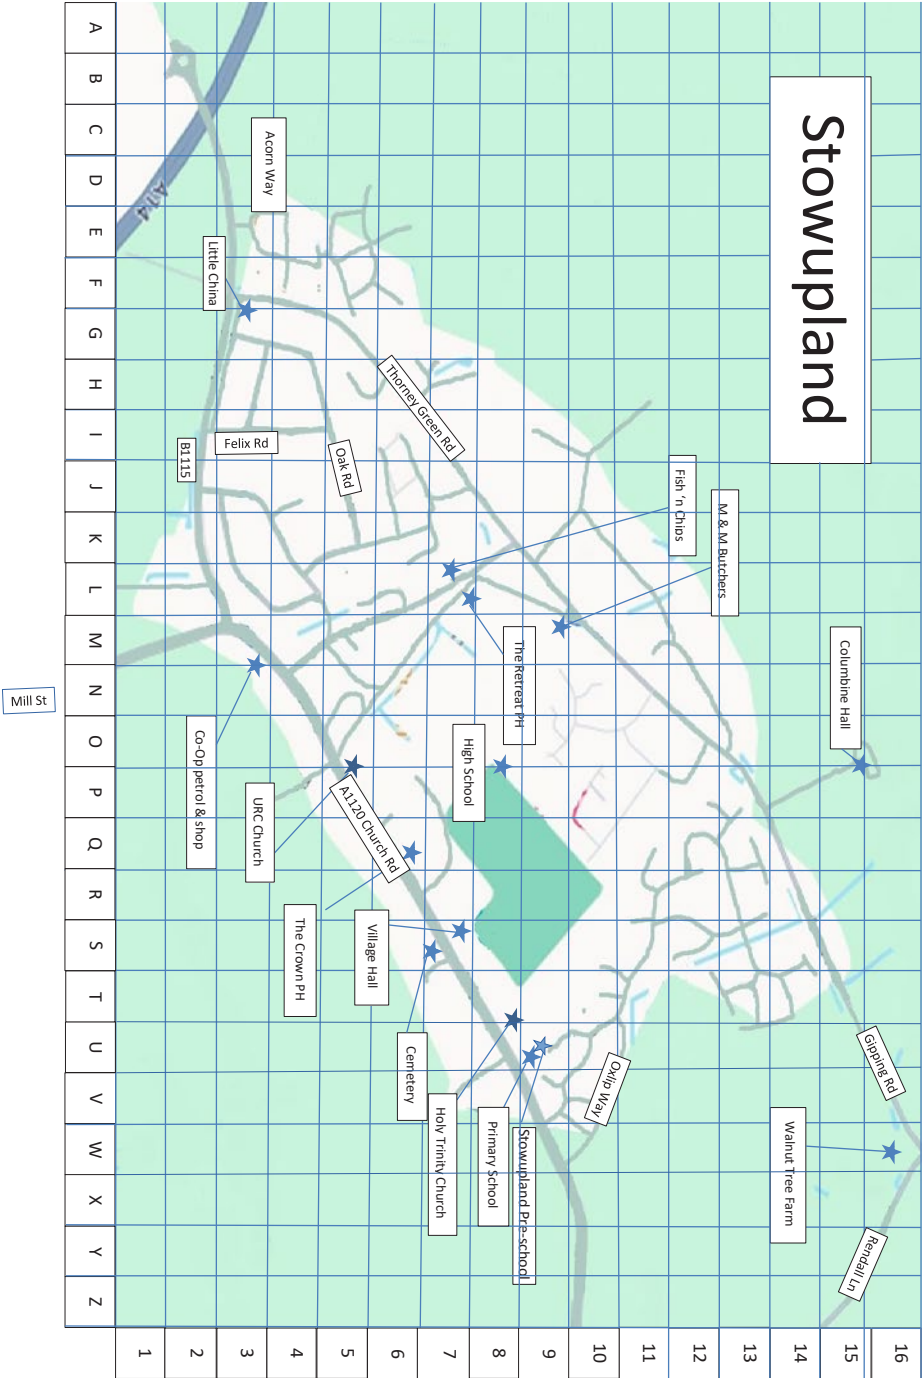 Stowupland
A
B
C
D
E
F
G
H
I
J
K
L
M
N
O
P
Q
R
S
T
U
V
W
X
Y
Z
1
2
3
4
5
6
7
8
9
10
11
12
13
14
15
16
A14
Acorn Way
Little China
Thorney Green Rd
Felix Rd
B1115
Oak Rd
Fish 'n Chips
M & M Butchers
The Retreat PH
Columbine Hall
Mill St
Co-Op petrol & shop
High School
URC Church
A1120 Church Rd
The Crown PH
Village Hall
Cemetery
Holy Trinity Church
Primary School
Stowupland Pre-school
Oxlip Way
Gipping Rd
Walnut Tree Farm
Rendall Ln